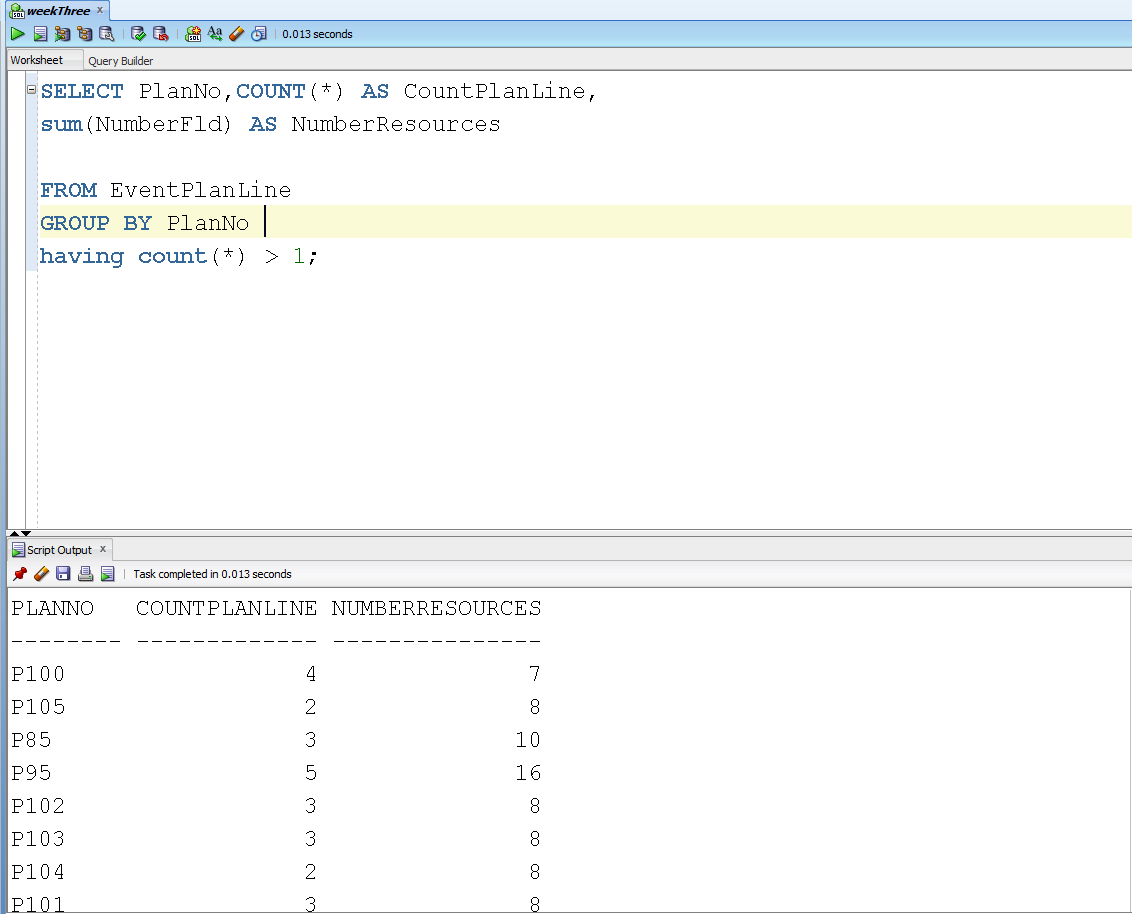 weekThree x
0.013 seconds
Worksheet Query Builder
SELECT PlanNo,COUNT(*) AS CountPlanLine,
sum(NumberFld) AS NumberResources
FROM EventPlanLine
GROUP BY PlanNo
having count(*) > 1;
Script Output x
Task completed in 0.013 seconds
PLANNO COUNTPLANLINE NUMBERRESOURCES
-------- ------------- ---------------
P100 4 7
P105 2 8
P85 3 10
P95 5 16
P102 3 8
P103 3 8
P104 2 8
P101 3 8